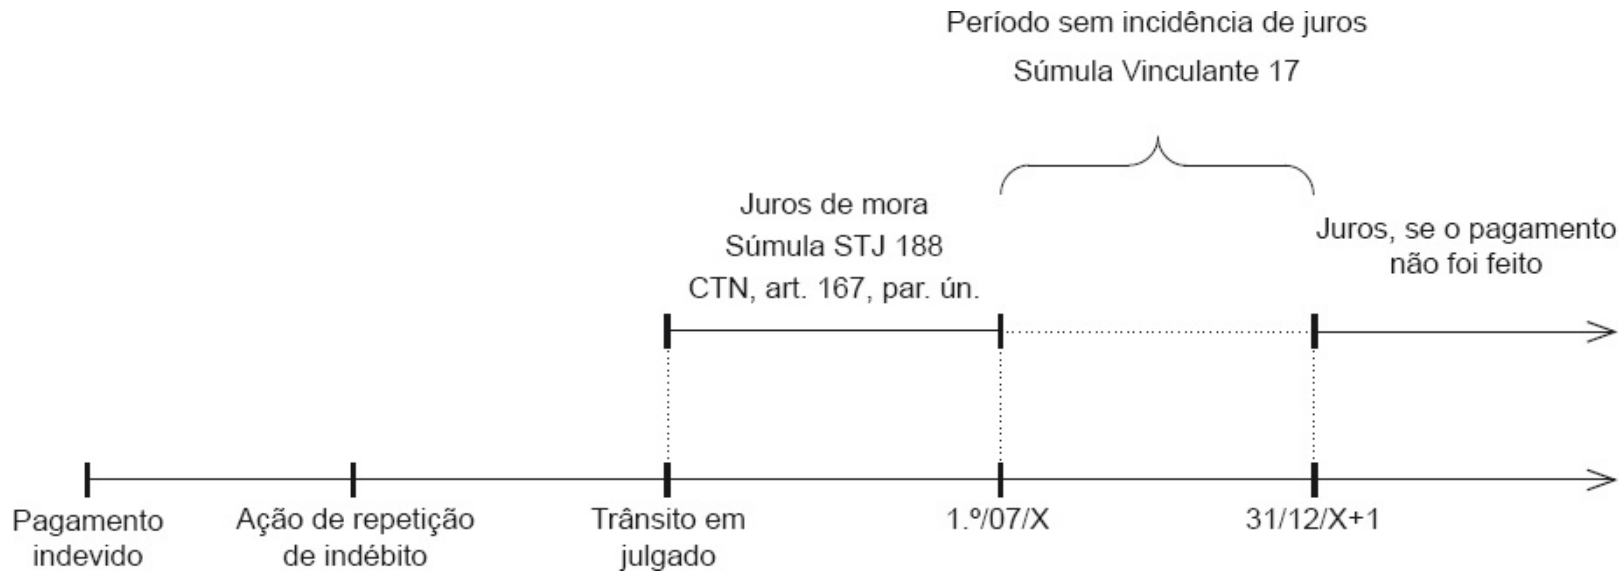 Período sem incidência de juros
Súmula Vinculante 17
Juros de mora
Súmula STJ 188
CTN, art. 167, par. ún.
Juros, se o pagamento
não foi feito
Pagamento
indevido
Ação de repetição
de indébito
Trânsito em
julgado
1.º/07/X
31/12/X+1